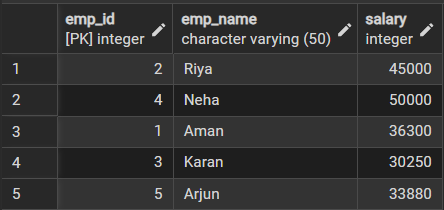 emp_id emp_name salary
[PK] integer character varying (50) integer
1 2 Riya 45000
2 4 Neha 50000
3 1 Aman 36300
4 3 Karan 30250
5 5 Arjun 33880